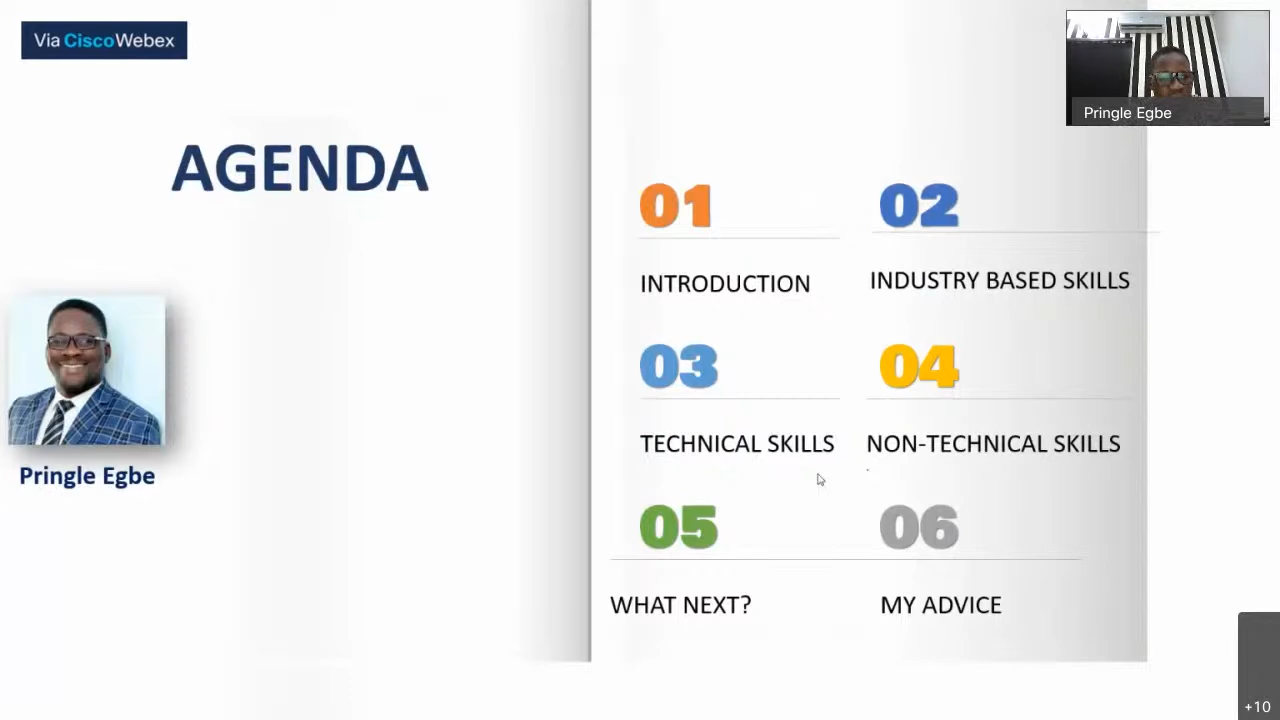 Via CiscoWebex
Pringle Egbe
AGENDA
01
02
INTRODUCTION
INDUSTRY BASED SKILLS
03
04
TECHNICAL SKILLS
NON-TECHNICAL SKILLS
Pringle Egbe
05
06
WHAT NEXT?
MY ADVICE
+10